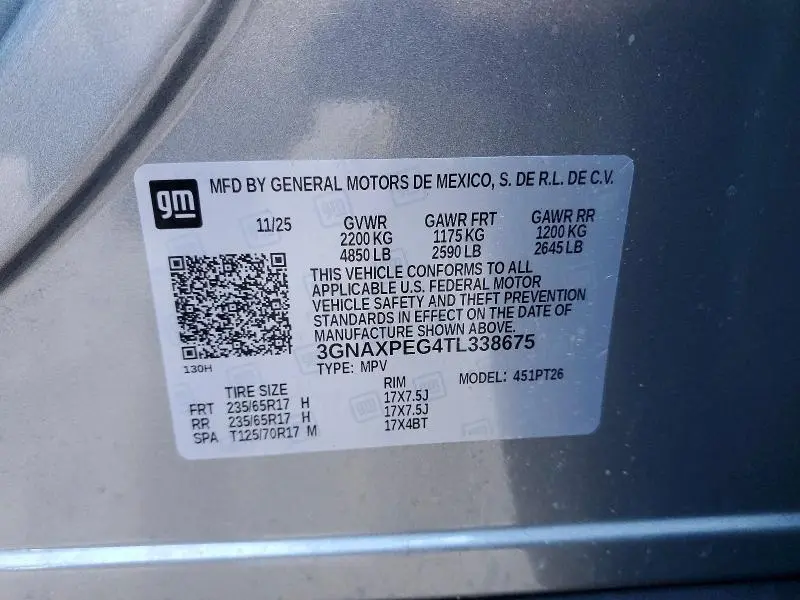 gm
MFD BY GENERAL MOTORS DE MEXICO, S. DE R.L. DE C.V.
11/25 GVWR GAWR FRT GAWR RR
2200 KG 1175 KG 1200 KG
4850 LB 2590 LB 2645 LB
THIS VEHICLE CONFORMS TO ALL
APPLICABLE U.S. FEDERAL MOTOR
VEHICLE SAFETY AND THEFT PREVENTION
STANDARDS IN EFFECT ON THE DATE OF
MANUFACTURE SHOWN ABOVE.
130H
3GNAXPEG4TL338675
TYPE: MPV MODEL: 451PT26
TIRE SIZE RIM
FRT 235/65R17 H 17X7.5J
RR 235/65R17 H 17X7.5J
SPA T125/70R17 M 17X4BT